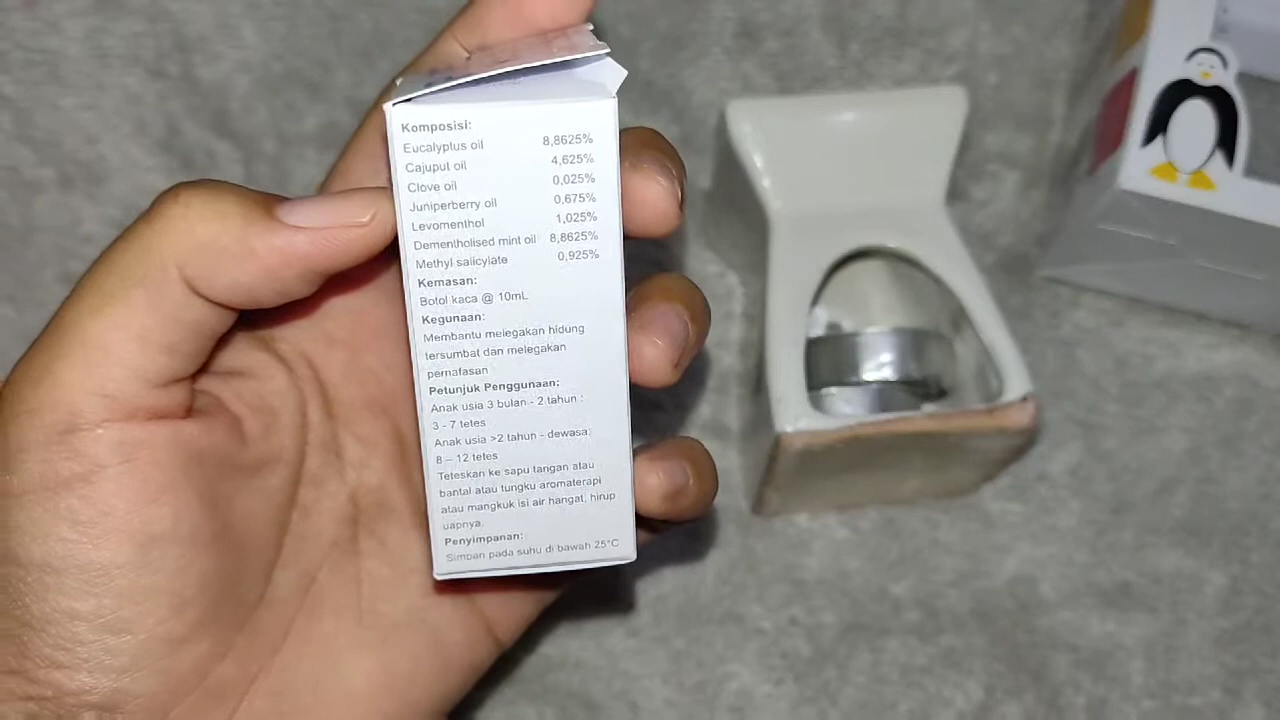 Komposisi:
Eucalyptus oil 8,8625%
Cajuput oil 4,625%
Clove oil 0,025%
Juniperberry oil 0,675%
Levomenthol 1,025%
Dementholised mint oil 8,8625%
Methyl salicylate 0,925%
Kemasan:
Botol kaca @ 10mL
Kegunaan:
Membantu melegakan hidung
tersumbat dan melegakan
pernafasan
Petunjuk Penggunaan:
Anak usia 3 bulan - 2 tahun :
3 - 7 tetes
Anak usia >2 tahun - dewasa:
8 – 12 tetes
Teteskan ke sapu tangan atau
bantal atau tungku aromaterapi
atau mangkuk isi air hangat, hirup
uapnya.
Penyimpanan:
Simpan pada suhu di bawah 25°C